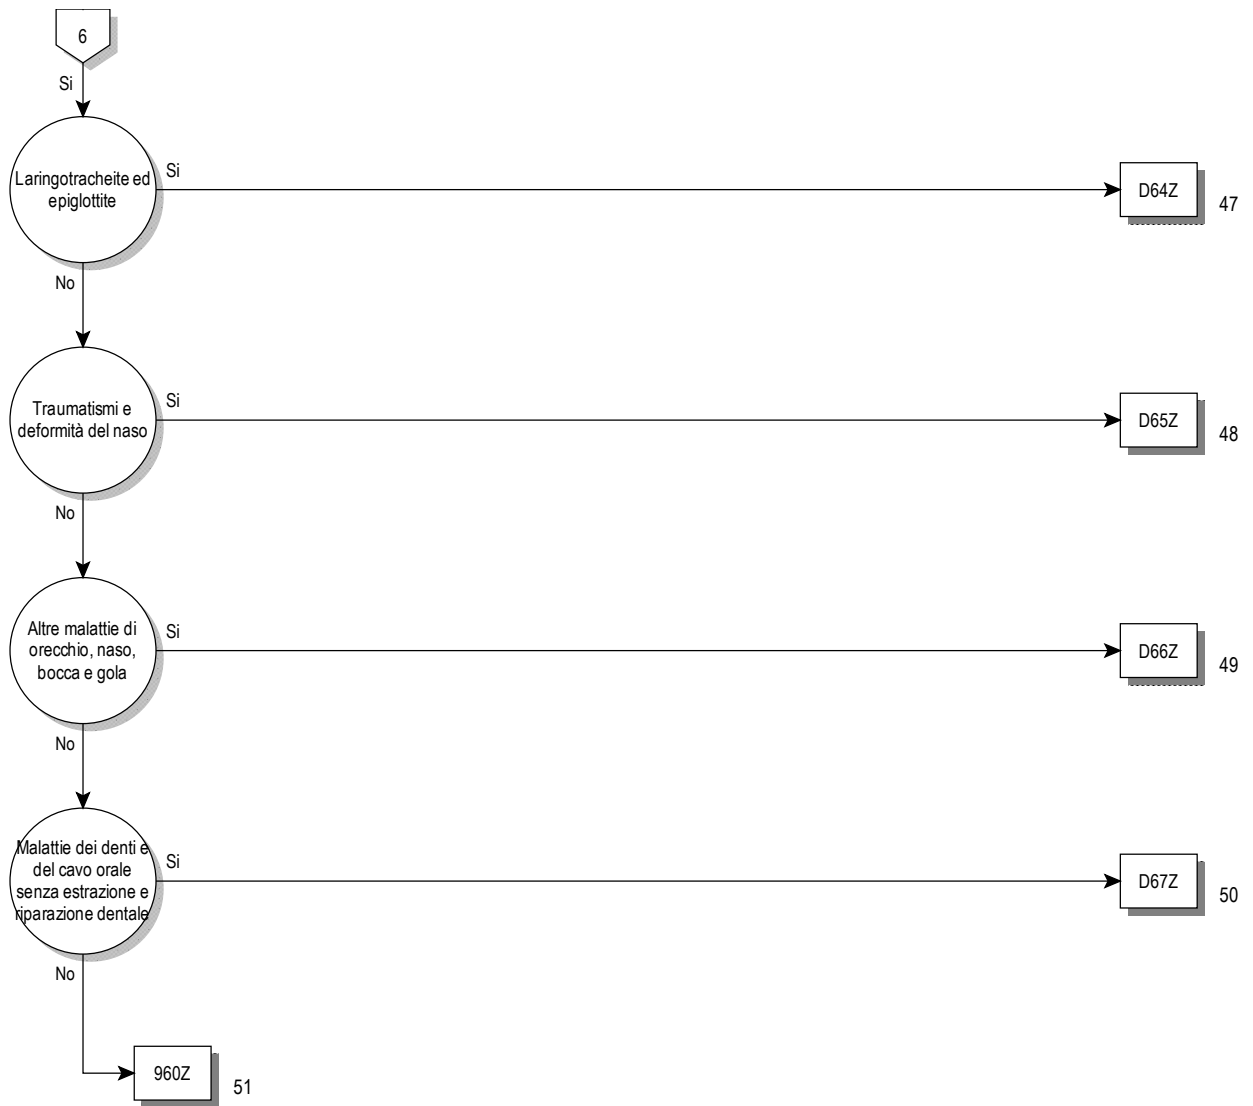 6
Si
Laringotracheite ed
epiglottite
Si
D64Z
47
No
Traumatismi e
deformità del naso
Si
D65Z
48
No
Altre malattie di
orecchio, naso,
bocca e gola
Si
D66Z
49
No
Malattie dei denti e
del cavo orale
senza estrazione e
riparazione dentale
Si
D67Z
50
No
960Z
51